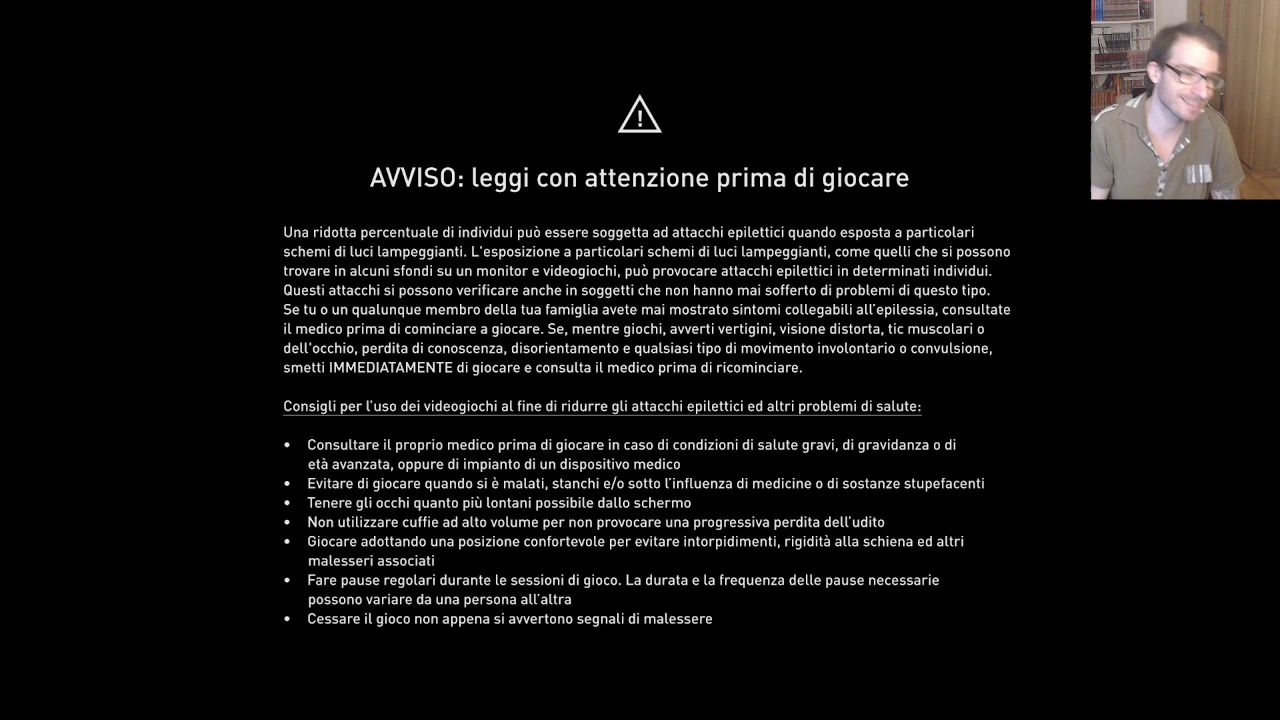 AVVISO: leggi con attenzione prima di giocare
Una ridotta percentuale di individui può essere soggetta ad attacchi epilettici quando esposta a particolari
schemi di luci lampeggianti. L'esposizione a particolari schemi di luci lampeggianti, come quelli che si possono
trovare in alcuni sfondi su un monitor e videogiochi, può provocare attacchi epilettici in determinati individui.
Questi attacchi si possono verificare anche in soggetti che non hanno mai sofferto di problemi di questo tipo.
Se tu o un qualunque membro della tua famiglia avete mai mostrato sintomi collegabili all'epilessia, consultate
il medico prima di cominciare a giocare. Se, mentre giochi, avverti vertigini, visione distorta, tic muscolari o
dell'occhio, perdita di conoscenza, disorientamento e qualsiasi tipo di movimento involontario o convulsione,
smetti IMMEDIATAMENTE di giocare e consulta il medico prima di ricominciare.
Consigli per l'uso dei videogiochi al fine di ridurre gli attacchi epilettici ed altri problemi di salute:
• Consultare il proprio medico prima di giocare in caso di condizioni di salute gravi, di gravidanza o di
età avanzata, oppure di impianto di un dispositivo medico
• Evitare di giocare quando si è malati, stanchi e/o sotto l'influenza di medicine o di sostanze stupefacenti
• Tenere gli occhi quanto più lontani possibile dallo schermo
• Non utilizzare cuffie ad alto volume per non provocare una progressiva perdita dell'udito
• Giocare adottando una posizione confortevole per evitare intorpidimenti, rigidità alla schiena ed altri
malesseri associati
• Fare pause regolari durante le sessioni di gioco. La durata e la frequenza delle pause necessarie
possono variare da una persona all'altra
• Cessare il gioco non appena si avvertono segnali di malessere